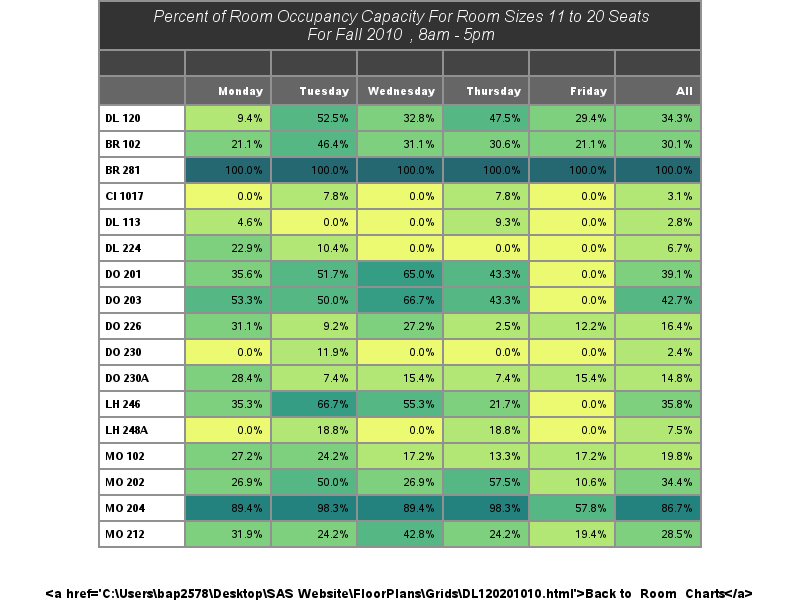 Percent of Room Occupancy Capacity For Room Sizes 11 to 20 Seats
For Fall 2010 , 8am - 5pm
Monday Tuesday Wednesday Thursday Friday All
DL 120 9.4% 52.5% 32.8% 47.5% 29.4% 34.3%
BR 102 21.1% 46.4% 31.1% 30.6% 21.1% 30.1%
BR 281 100.0% 100.0% 100.0% 100.0% 100.0% 100.0%
CI 1017 0.0% 7.8% 0.0% 7.8% 0.0% 3.1%
DL 113 4.6% 0.0% 0.0% 9.3% 0.0% 2.8%
DL 224 22.9% 10.4% 0.0% 0.0% 0.0% 6.7%
DO 201 35.6% 51.7% 65.0% 43.3% 0.0% 39.1%
DO 203 53.3% 50.0% 66.7% 43.3% 0.0% 42.7%
DO 226 31.1% 9.2% 27.2% 2.5% 12.2% 16.4%
DO 230 0.0% 11.9% 0.0% 0.0% 0.0% 2.4%
DO 230A 28.4% 7.4% 15.4% 7.4% 15.4% 14.8%
LH 246 35.3% 66.7% 55.3% 21.7% 0.0% 35.8%
LH 248A 0.0% 18.8% 0.0% 18.8% 0.0% 7.5%
MO 102 27.2% 24.2% 17.2% 13.3% 17.2% 19.8%
MO 202 26.9% 50.0% 26.9% 57.5% 10.6% 34.4%
MO 204 89.4% 98.3% 89.4% 98.3% 57.8% 86.7%
MO 212 31.9% 24.2% 42.8% 24.2% 19.4% 28.5%
<a href='C:\Users\bap2578\Desktop\SAS Website\FloorPlans\Grids\DL120201010.html'>Back to Room Charts</a>